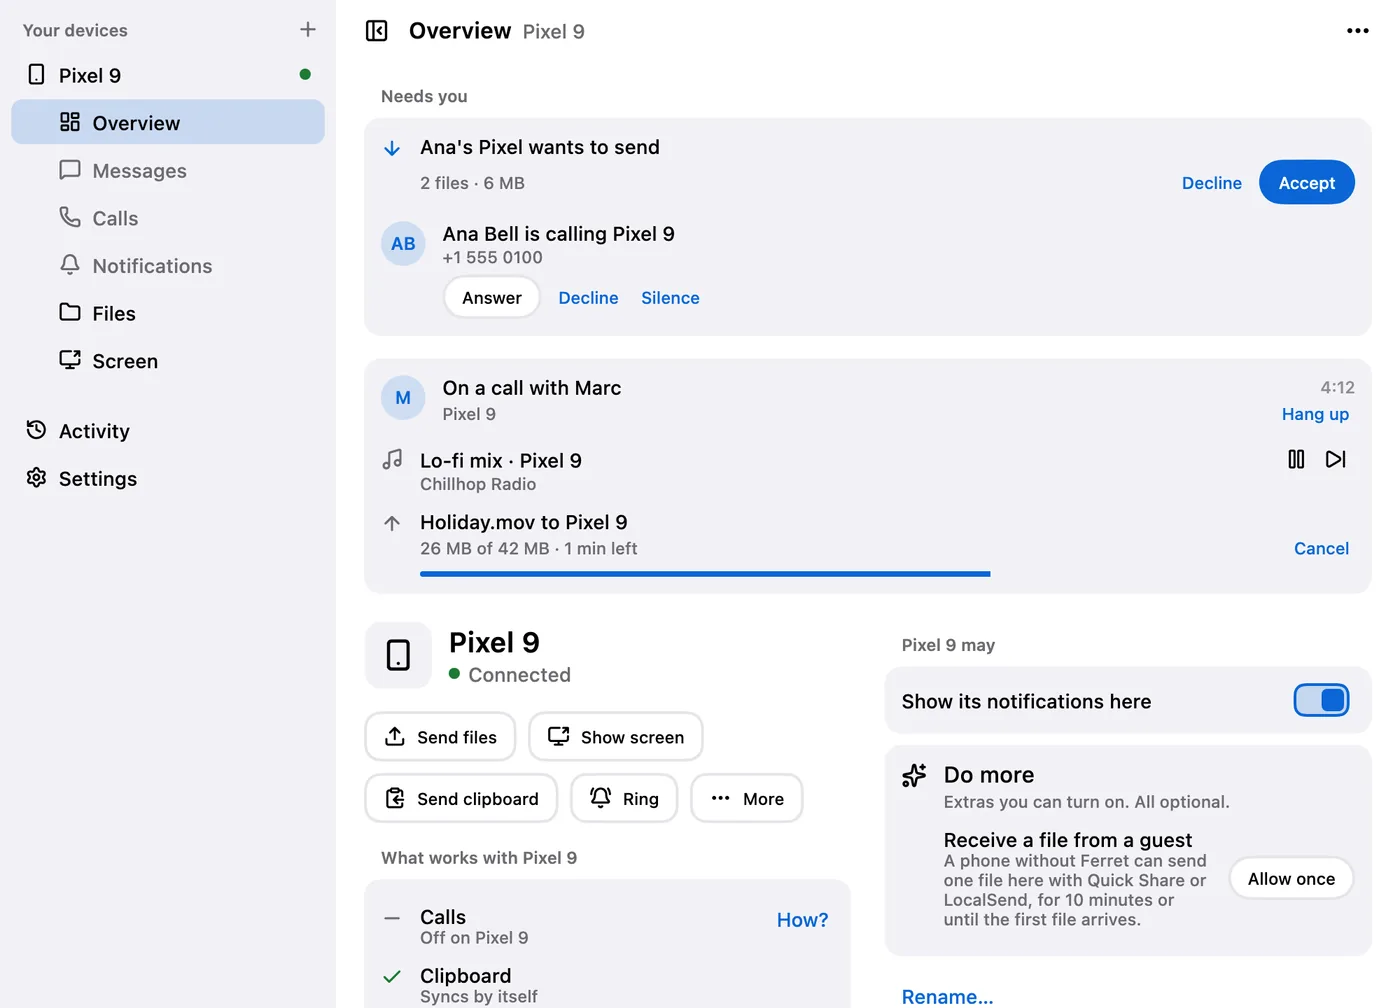 Your devices
Pixel 9
Overview
Messages
Calls
Notifications
Files
Screen
Activity
Settings
Overview Pixel 9
Needs you
Ana's Pixel wants to send
2 files · 6 MB
Decline
Accept
AB
Ana Bell is calling Pixel 9
+1 555 0100
Answer
Decline
Silence
M
On a call with Marc
4:12
Pixel 9
Hang up
Lo-fi mix · Pixel 9
Chillhop Radio
Holiday.mov to Pixel 9
26 MB of 42 MB · 1 min left
Cancel
Pixel 9
Connected
Send files
Show screen
Send clipboard
Ring
More
What works with Pixel 9
Calls
Off on Pixel 9
How?
Clipboard
Syncs by itself
Pixel 9 may
Show its notifications here
Do more
Extras you can turn on. All optional.
Receive a file from a guest
A phone without Ferret can send
one file here with Quick Share or
LocalSend, for 10 minutes or
until the first file arrives.
Allow once
Rename...